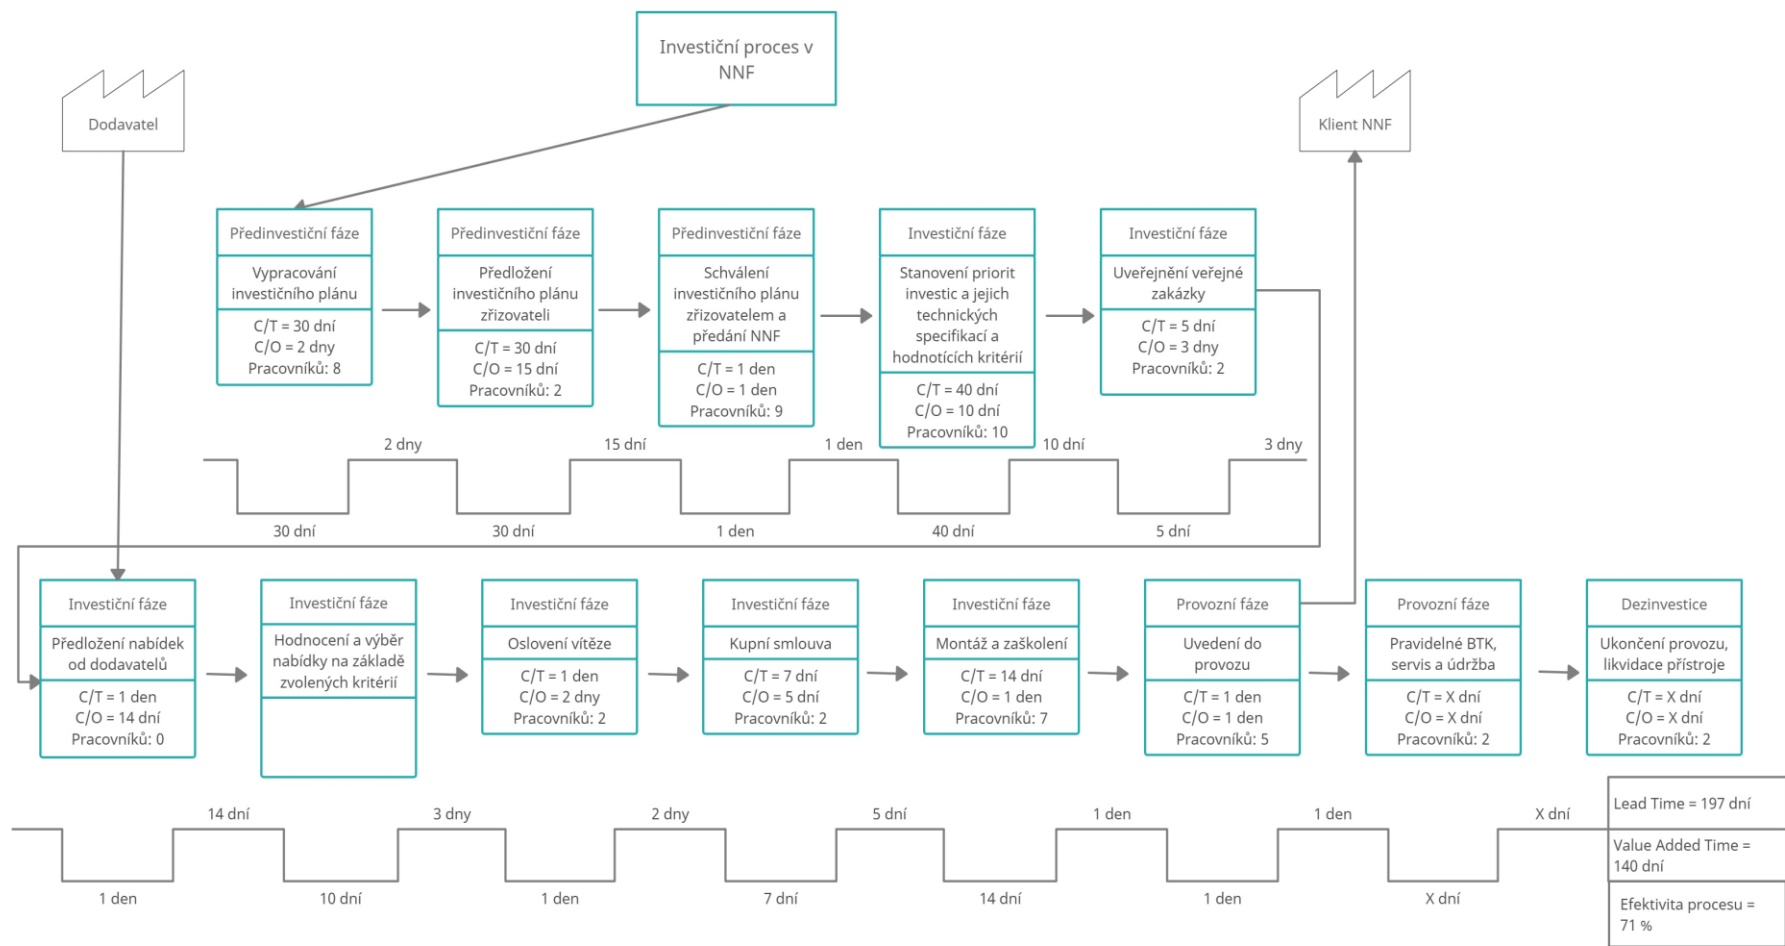 Investiční proces v
NNF
Dodavatel
Klient NNF
Předinvestiční fáze
Vypracování
investičního plánu
C/T = 30 dní
C/O = 2 dny
Pracovníků: 8
Předinvestiční fáze
Předložení
investičního plánu
zřizovateli
C/T = 30 dní
C/O = 15 dní
Pracovníků: 2
Předinvestiční fáze
Schválení
investičního plánu
zřizovatelem a
předání NNF
C/T = 1 den
C/O = 1 den
Pracovníků: 9
Investiční fáze
Stanovení priorit
investic a jejich
technických
specifikací a
hodnotících kritérií
C/T = 40 dní
C/O = 10 dní
Pracovníků: 10
Investiční fáze
Uveřejnění veřejné
zakázky
C/T = 5 dní
C/O = 3 dny
Pracovníků: 2
2 dny
15 dní
1 den
10 dní
3 dny
30 dní
30 dní
1 den
40 dní
5 dní
Investiční fáze
Předložení nabídek
od dodavatelů
C/T = 1 den
C/O = 14 dní
Pracovníků: 0
Investiční fáze
Hodnocení a výběr
nabídky na základě
zvolených kritérií
Investiční fáze
Oslovení vítěze
C/T = 1 den
C/O = 2 dny
Pracovníků: 2
Investiční fáze
Kupní smlouva
C/T = 7 dní
C/O = 5 dní
Pracovníků: 2
Investiční fáze
Montáž a zaškolení
C/T = 14 dní
C/O = 1 den
Pracovníků: 7
Provozní fáze
Uvedení do
provozu
C/T = 1 den
C/O = 1 den
Pracovníků: 5
Provozní fáze
Pravidelné BTK,
servis a údržba
C/T = X dní
C/O = X dní
Pracovníků: 2
Dezinvestice
Ukončení provozu,
likvidace přístroje
C/T = X dní
C/O = X dní
Pracovníků: 2
14 dní
3 dny
2 dny
5 dní
1 den
1 den
X dní
1 den
10 dní
1 den
7 dní
14 dní
1 den
X dní
Lead Time = 197 dní
Value Added Time =
140 dní
Efektivita procesu =
71 %